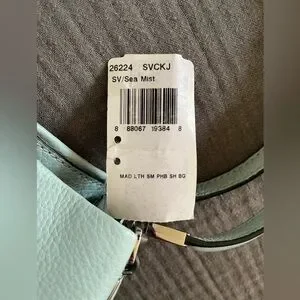 26224 SVCKJ
SV/Sea Mist
8 88067 19384 8
MAD LTH SM PHB SH BG